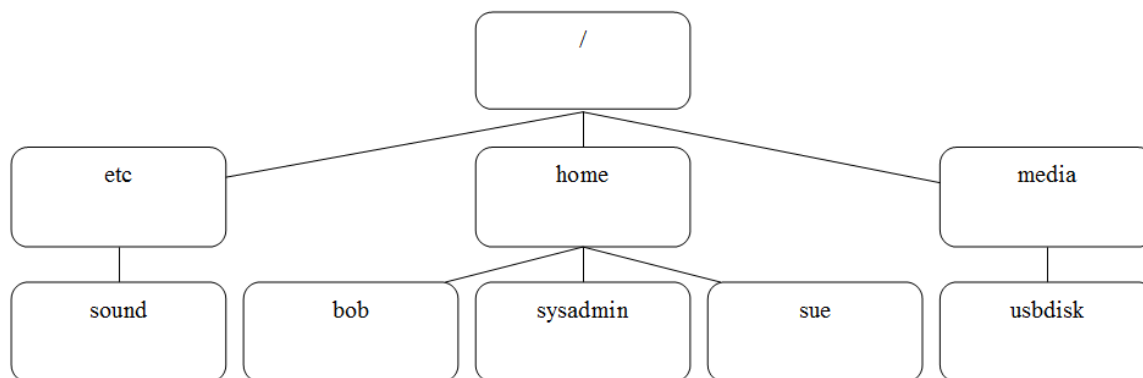 /
etc
home
media
sound
bob
sysadmin
sue
usbdisk